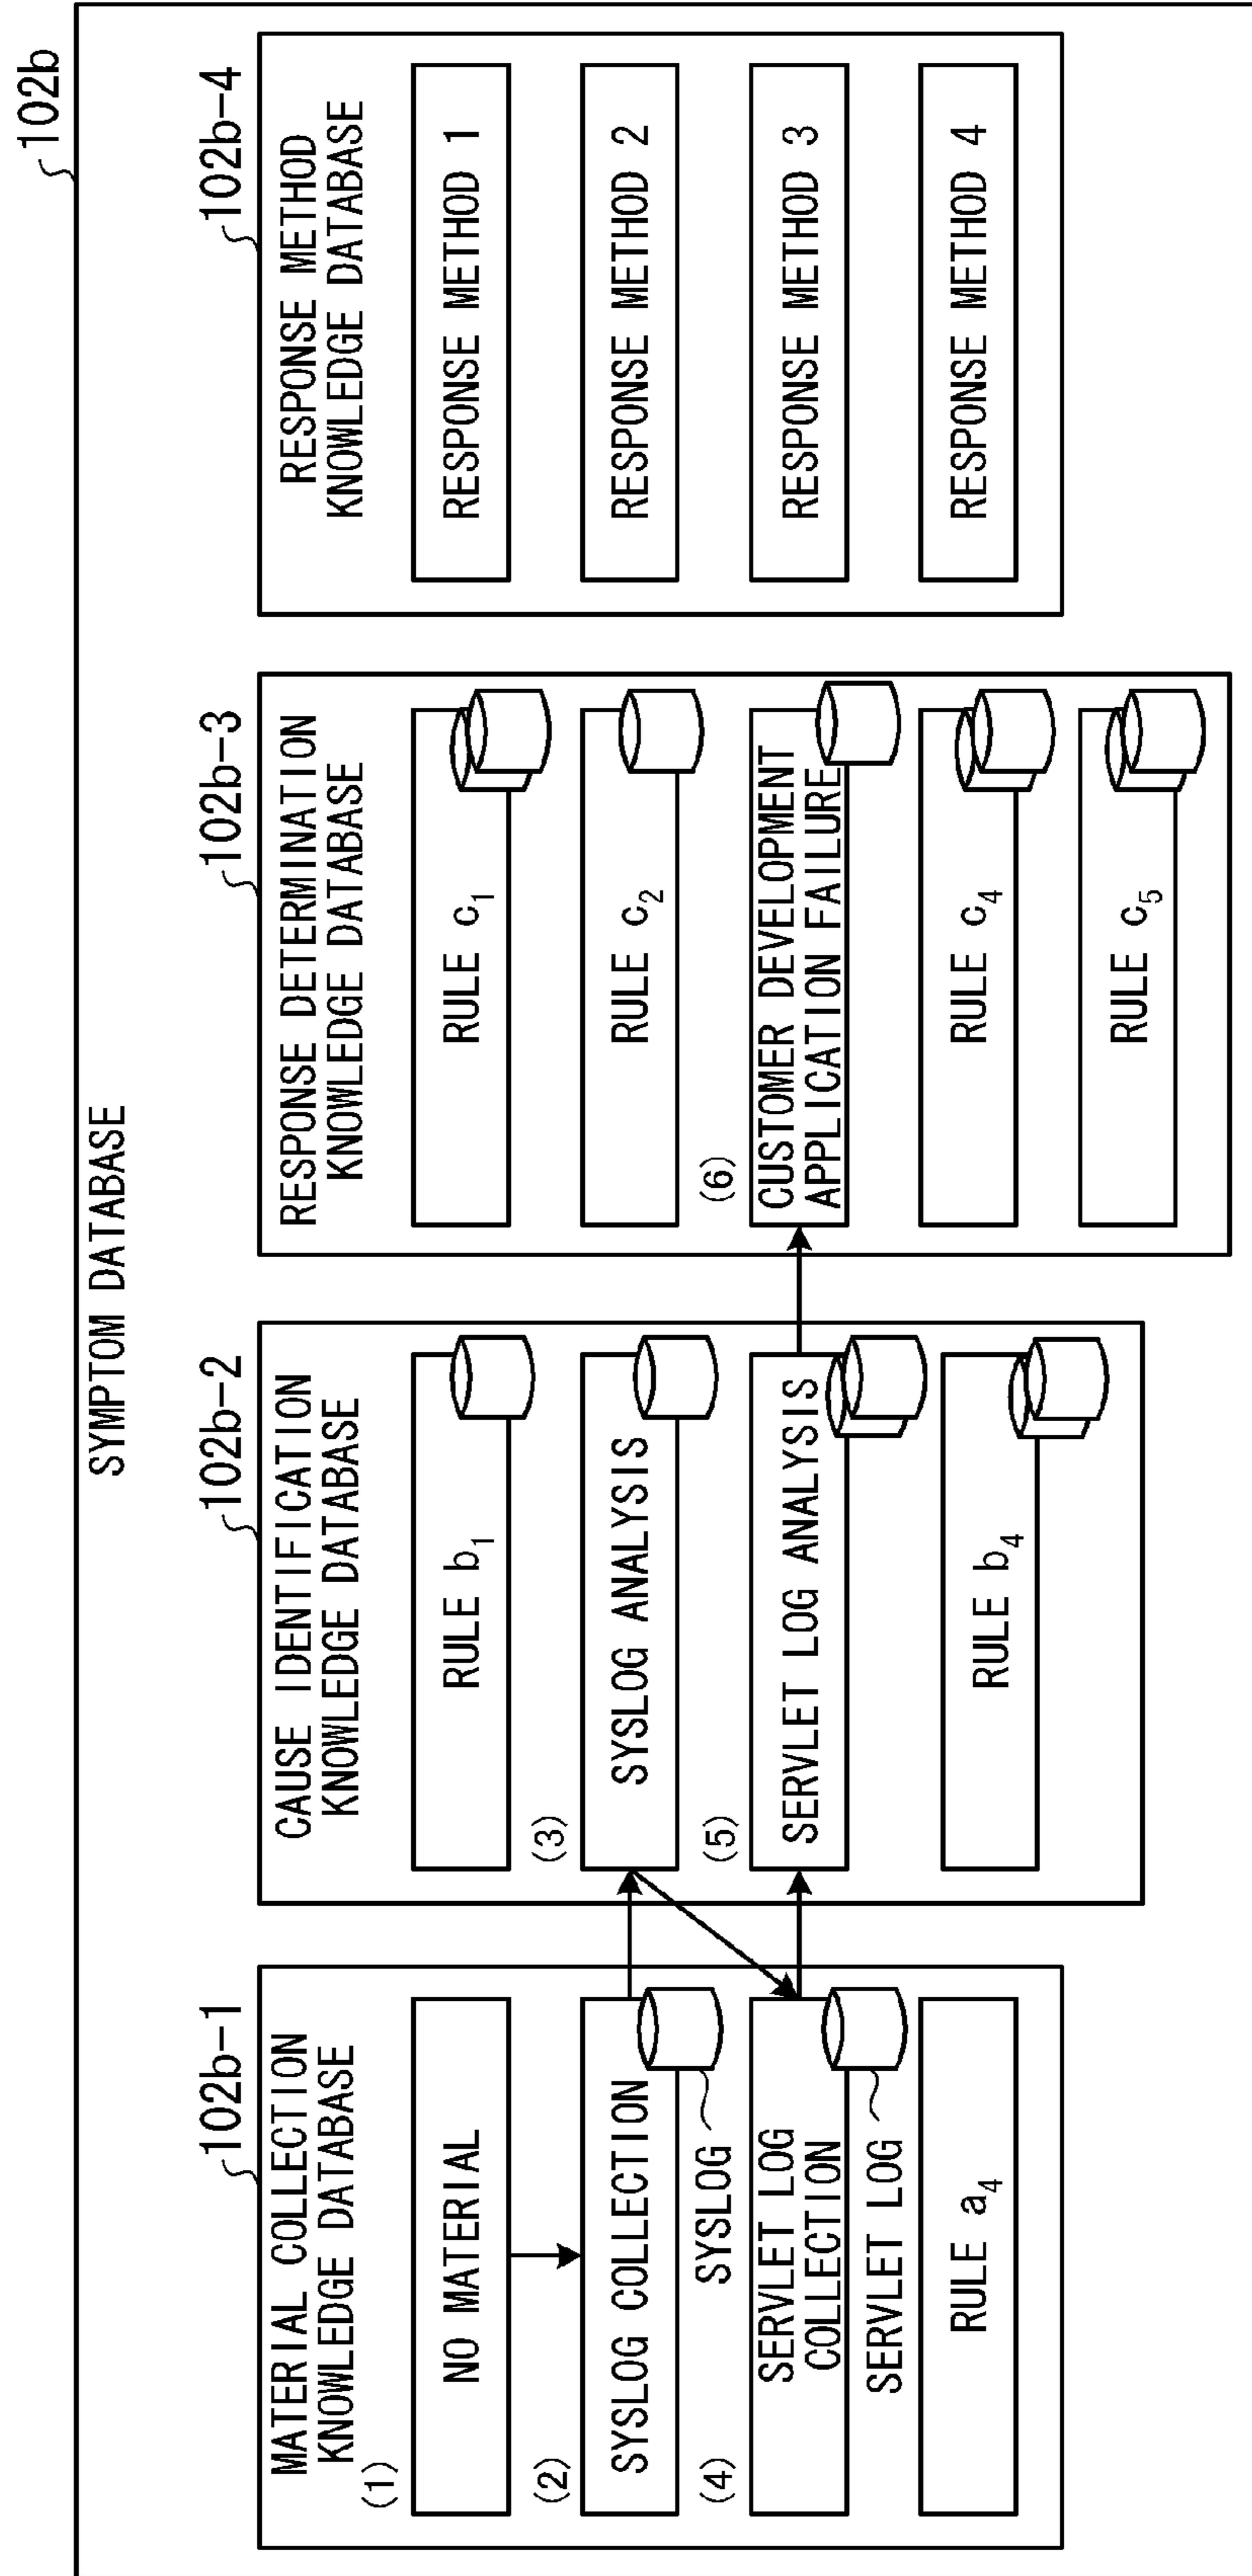 102b
SYMPTOM DATABASE
102b-1
MATERIAL COLLECTION
KNOWLEDGE DATABASE
(1)
NO MATERIAL
(2)
SYSLOG COLLECTION
SYSLOG
(4)
SERVLET LOG
COLLECTION
SERVLET LOG
RULE a₄
102b-2
CAUSE IDENTIFICATION
KNOWLEDGE DATABASE
RULE b₁
(3)
SYSLOG ANALYSIS
(5)
SERVLET LOG ANALYSIS
RULE b₄
102b-3
RESPONSE DETERMINATION
KNOWLEDGE DATABASE
RULE c₁
RULE c₂
(6)
CUSTOMER DEVELOPMENT
APPLICATION FAILURE
RULE c₄
RULE c₅
102b-4
RESPONSE METHOD
KNOWLEDGE DATABASE
RESPONSE METHOD 1
RESPONSE METHOD 2
RESPONSE METHOD 3
RESPONSE METHOD 4